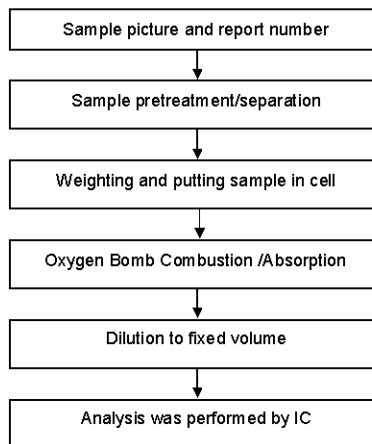 Sample picture and report number
Sample pretreatment/separation
Weighting and putting sample in cell
Oxygen Bomb Combustion /Absorption
Dilution to fixed volume
Analysis was performed by IC